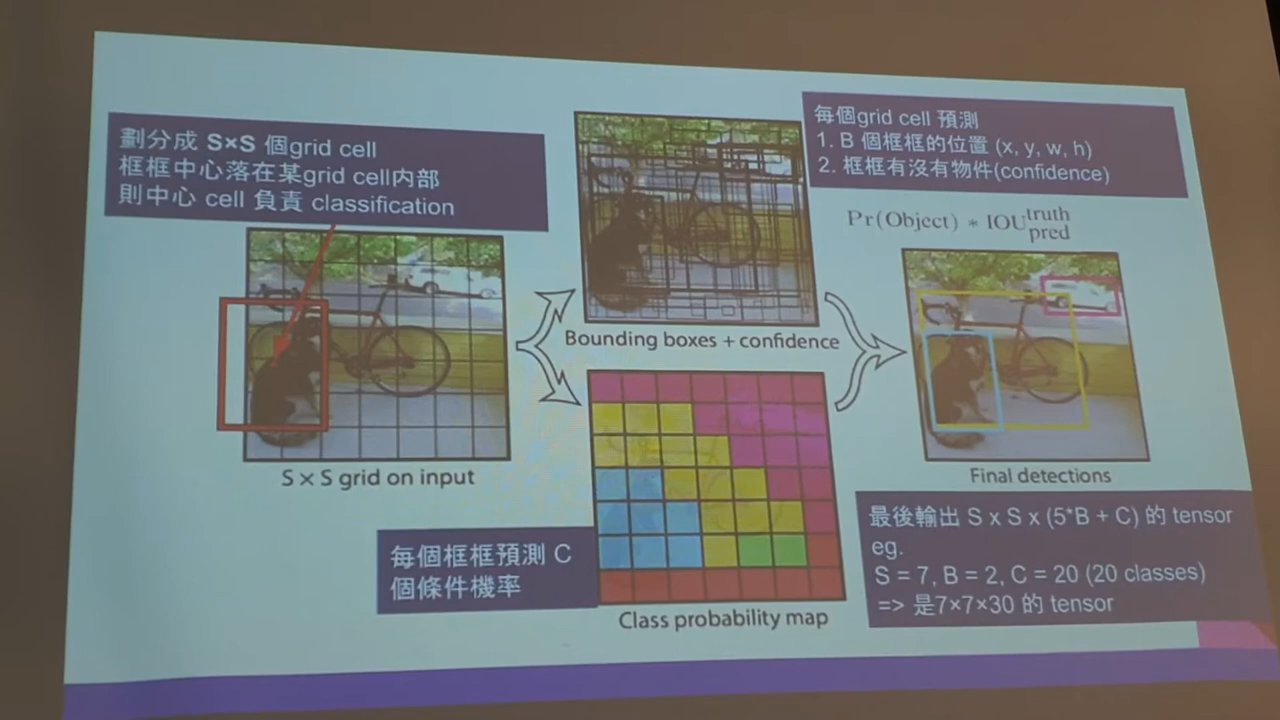 劃分成 S×S 個grid cell
框框中心落在某grid cell內部
則中心 cell 負責 classification
S × S grid on input
Bounding boxes + confidence
每個框框預測 C
個條件機率
Class probability map
每個grid cell 預測
1. B 個框框的位置 (x, y, w, h)
2. 框框有沒有物件(confidence)
Pr(Object) * IOU truth pred
Final detections
最後輸出 S x S x (5*B + C) 的 tensor
eg.
S = 7, B = 2, C = 20 (20 classes)
=> 是7×7×30 的 tensor